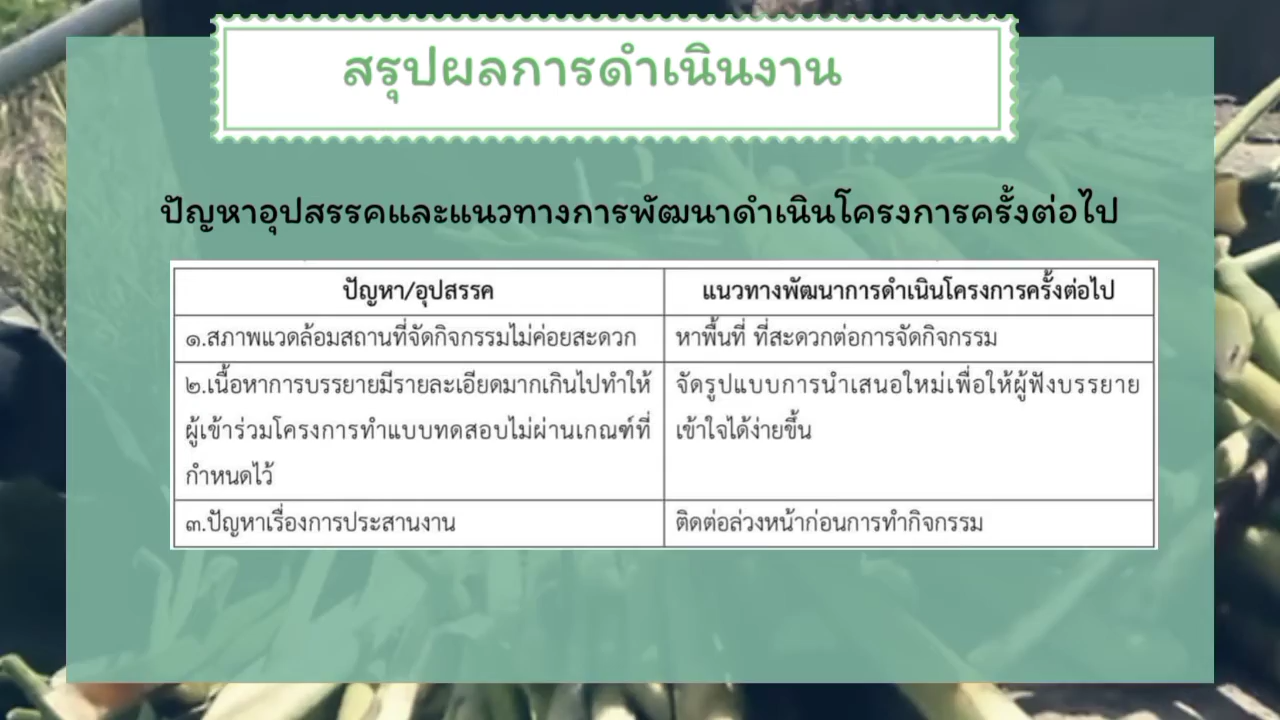 สรุปผลการดำเนินงาน
ปัญหาอุปสรรคและแนวทางการพัฒนาดำเนินโครงการครั้งต่อไป
ปัญหา/อุปสรรค
แนวทางพัฒนาการดำเนินโครงการครั้งต่อไป
๑.สภาพแวดล้อมสถานที่จัดกิจกรรมไม่ค่อยสะดวก
หาพื้นที่ ที่สะดวกต่อการจัดกิจกรรม
๒.เนื้อหาการบรรยายมีรายละเอียดมากเกินไปทำให้
ผู้เข้าร่วมโครงการทำแบบทดสอบไม่ผ่านเกณฑ์ที่
กำหนดไว้
จัดรูปแบบการนำเสนอใหม่เพื่อให้ผู้ฟังบรรยาย
เข้าใจได้ง่ายขึ้น
๓.ปัญหาเรื่องการประสานงาน
ติดต่อล่วงหน้าก่อนการทำกิจกรรม